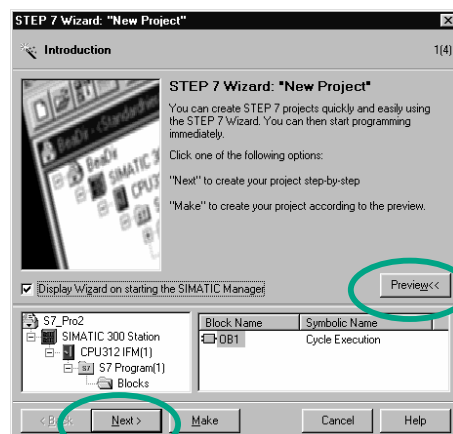 STEP 7 Wizard: "New Project"
Introduction
1(4)
STEP 7 Wizard: "New Project"
You can create STEP 7 projects quickly and easily using
the STEP 7 Wizard. You can then start programming
immediately.
Click one of the following options:
"Next" to create your project step-by-step
"Make" to create your project according to the preview.
Display Wizard on starting the SIMATIC Manager
Preview<<
S7_Pro2
SIMATIC 300 Station
CPU312 IFM(1)
S7 Program(1)
Blocks
Block Name Symbolic Name
OB1 Cycle Execution
Next >
Make
Cancel
Help